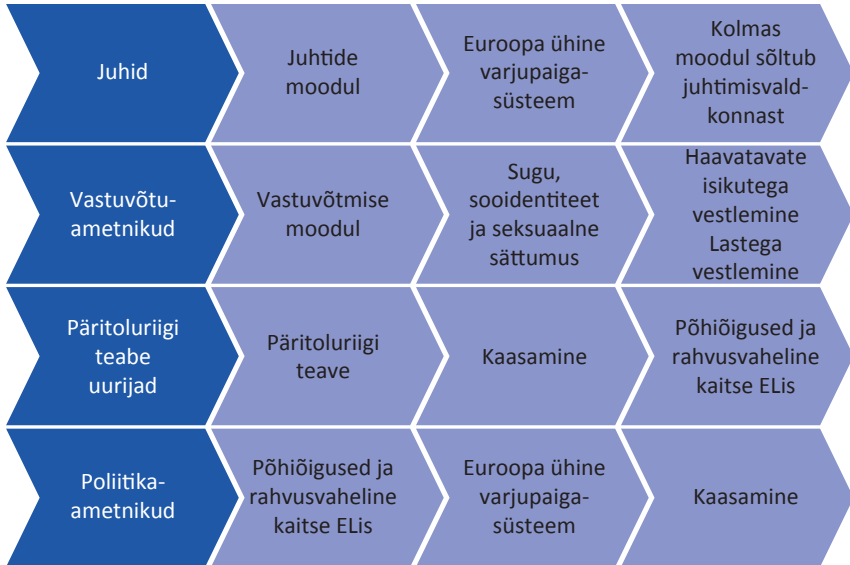 Juhid
Juhtide
moodul
Euroopa ühine
varjupaiga-
süsteem
Kolmas
moodul sõltub
juhtimisvald-
konnast
Vastuvõtu-
ametnikud
Vastuvõtmise
moodul
Sugu,
sooidentiteet
ja seksuaalne
sättumus
Haavatavate
isikutega
vestlemine
Lastega
vestlemine
Päritoluriigi
teabe
uurijad
Päritoluriigi
teave
Kaasamine
Põhiõigused ja
rahvusvaheline
kaitse ELis
Poliitika-
ametnikud
Põhiõigused ja
rahvusvaheline
kaitse ELis
Euroopa ühine
varjupaiga-
süsteem
Kaasamine